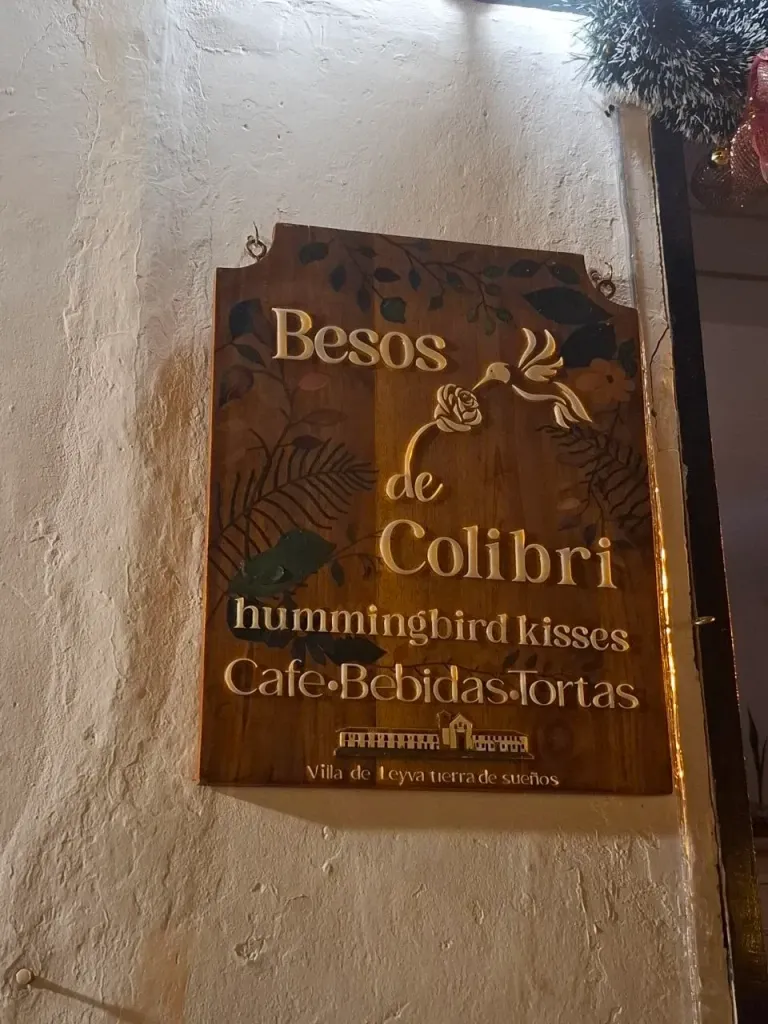 Besos
de
Colibri
hummingbird kisses
Cafe•Bebidas•Tortas
Villa de Leyva tierra de sueños